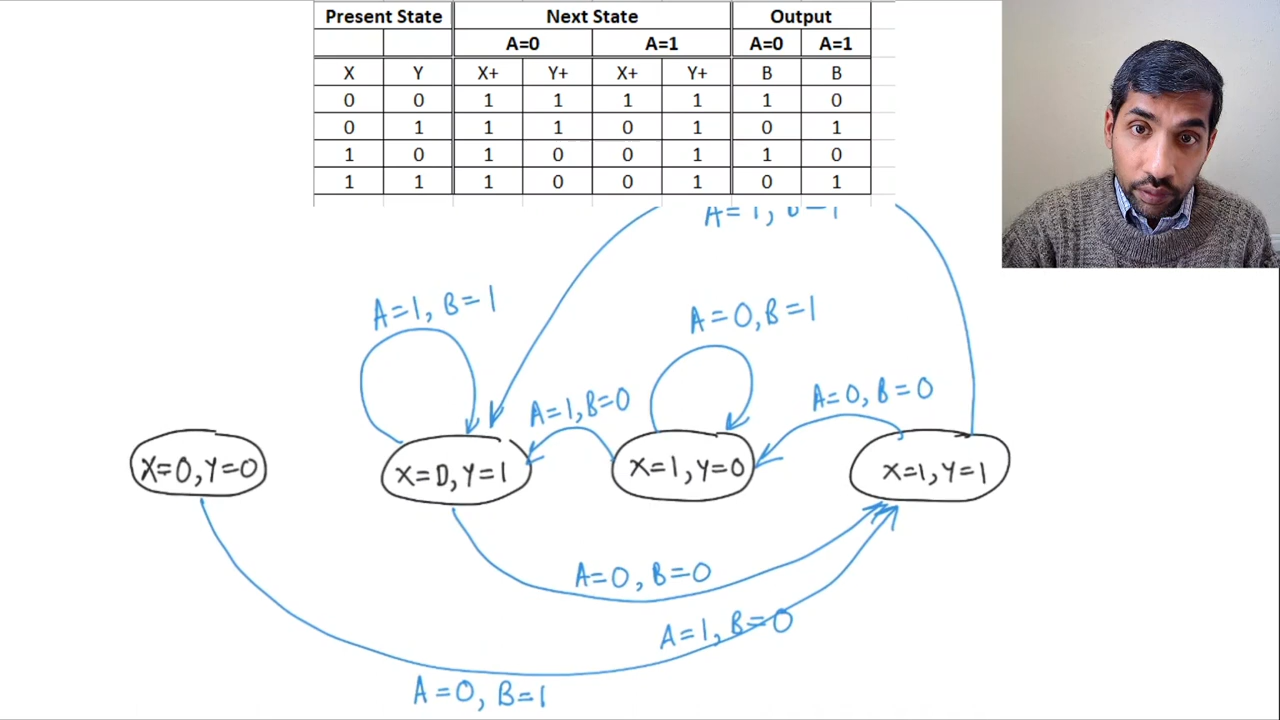 Present State Next State Output
A=0 A=1 A=0 A=1
X Y X+ Y+ X+ Y+ B B
0 0 1 1 1 1 1 0
0 1 1 1 0 1 0 1
1 0 1 0 0 1 1 0
1 1 1 0 0 1 0 1
A=1, B=1
A=1, B=1
A=0, B=1
A=1, B=0
A=0, B=0
X=0, Y=0
X=0, Y=1
X=1, Y=0
X=1, Y=1
A=0, B=0
A=1, B=0
A=0, B=1